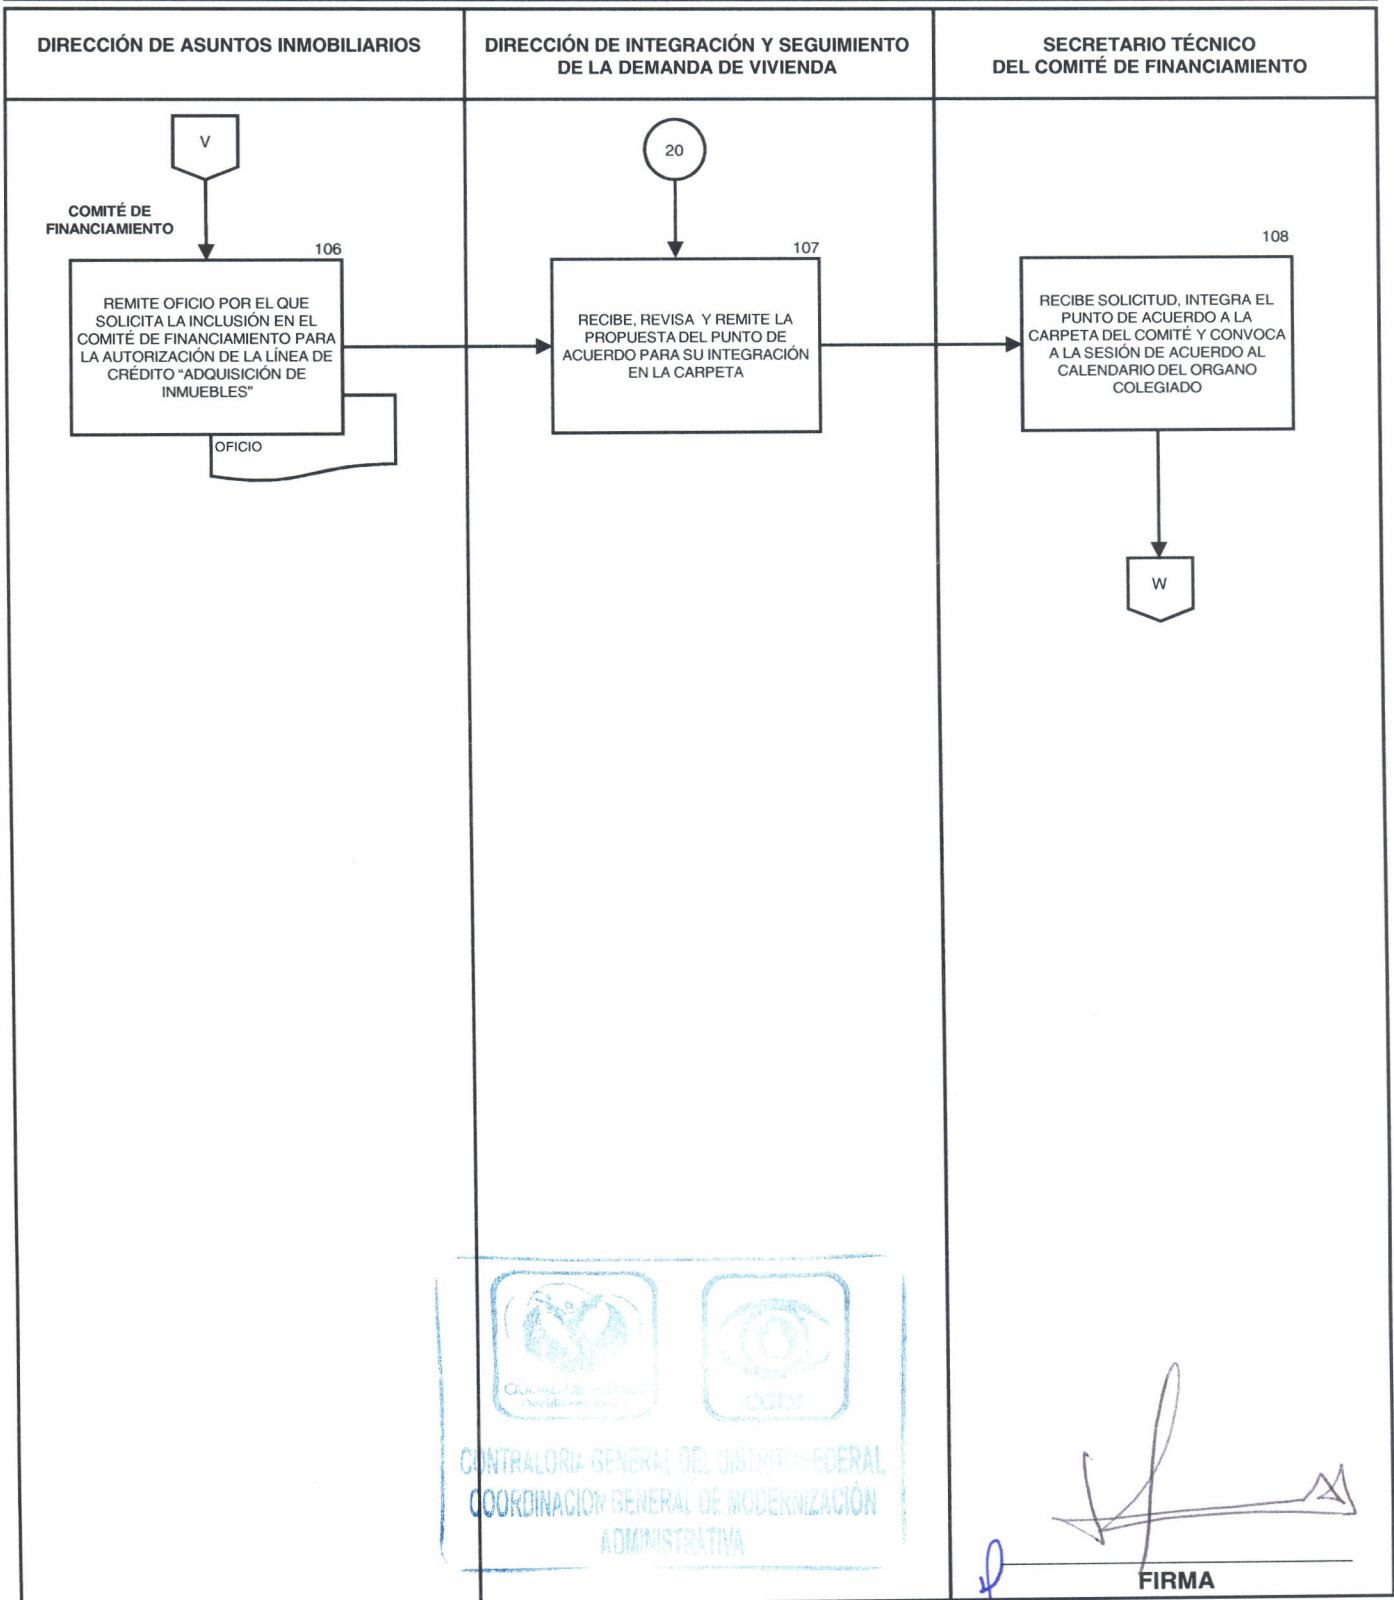 DIRECCIÓN DE ASUNTOS INMOBILIARIOS
DIRECCIÓN DE INTEGRACIÓN Y SEGUIMIENTO
DE LA DEMANDA DE VIVIENDA
SECRETARIO TÉCNICO
DEL COMITÉ DE FINANCIAMIENTO
V
COMITÉ DE
FINANCIAMIENTO
106
REMITE OFICIO POR EL QUE
SOLICITA LA INCLUSIÓN EN EL
COMITÉ DE FINANCIAMIENTO PARA
LA AUTORIZACIÓN DE LA LÍNEA DE
CRÉDITO “ADQUISICIÓN DE
INMUEBLES”
OFICIO
20
107
RECIBE, REVISA Y REMITE LA
PROPUESTA DEL PUNTO DE
ACUERDO PARA SU INTEGRACIÓN
EN LA CARPETA
108
RECIBE SOLICITUD, INTEGRA EL
PUNTO DE ACUERDO A LA
CARPETA DEL COMITÉ Y CONVOCA
A LA SESIÓN DE ACUERDO AL
CALENDARIO DEL ORGANO
COLEGIADO
W
CONTRALORIA GENERAL DEL DISTRITO FEDERAL
COORDINACION GENERAL DE MODERNIZACIÓN
ADMINISTRATIVA
FIRMA